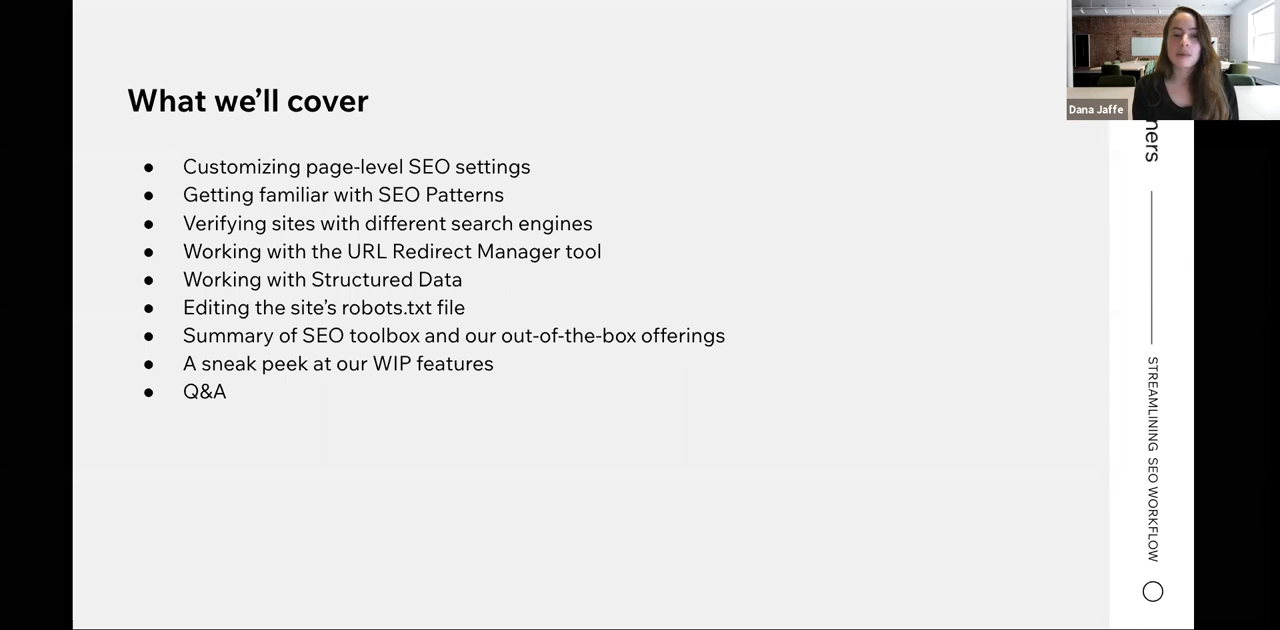 What we'll cover
● Customizing page-level SEO settings
● Getting familiar with SEO Patterns
● Verifying sites with different search engines
● Working with the URL Redirect Manager tool
● Working with Structured Data
● Editing the site's robots.txt file
● Summary of SEO toolbox and our out-of-the-box offerings
● A sneak peek at our WIP features
● Q&A
Dana Jaffe
STREAMLINING SEO WORKFLOW